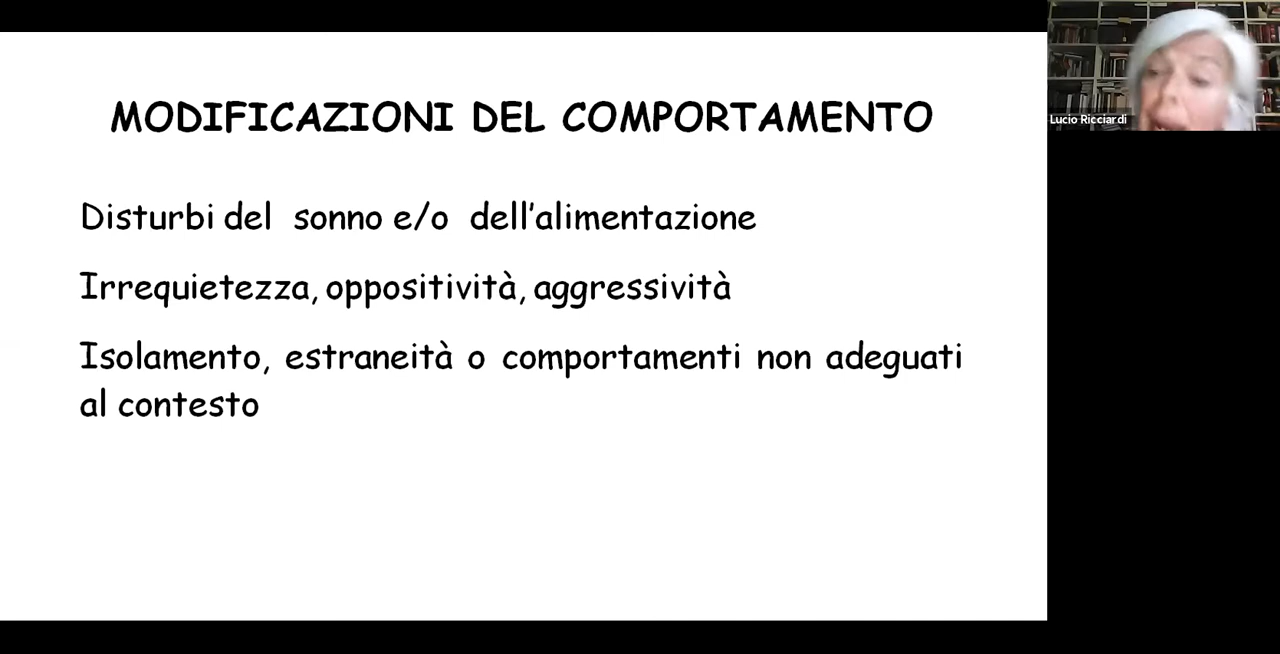 MODIFICAZIONI DEL COMPORTAMENTO
Disturbi del sonno e/o dell'alimentazione
Irrequietezza, oppositività, aggressività
Isolamento, estraneità o comportamenti non adeguati
al contesto
Lucio Ricciardi